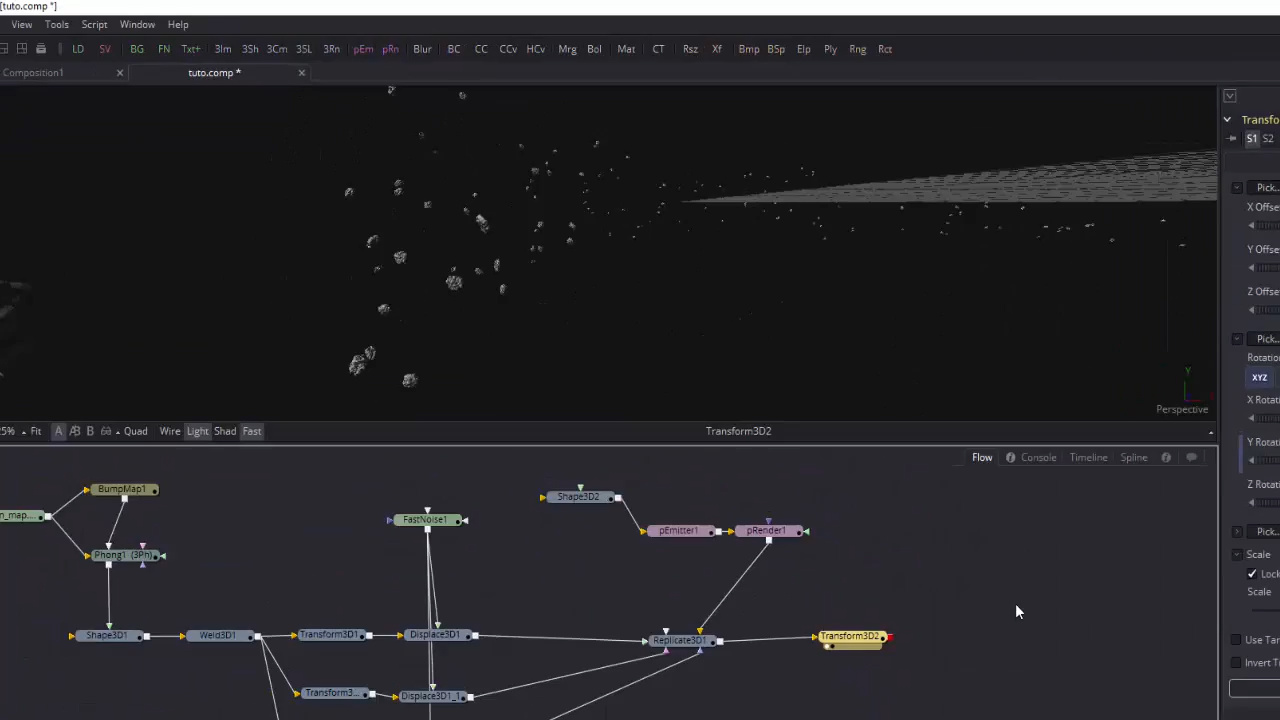 tuto.comp *]
View Tools Script Window Help
LD SV BG FN Txt+ 3Im 3Sh 3Cm 3SL 3Rn pEm pRn Blur BC CC CCv HCv Mrg Bol Mat CT Rsz Xf Bmp BSp Elp Ply Rng Rct
Composition1 tuto.comp *
Transfo
S1 S2
Pick..
X Offse
Y Offse
Z Offse
Pick..
Rotatio
XYZ
X Rotat
Y Rotat
Z Rotat
Pick..
Scale
Lock
Scale
Use Tar
Invert Ti
Y
Perspective
5% Fit A B Quad Wire Light Shad Fast Transform3D2
Flow Console Timeline Spline
BumpMap1
n_map....
Phong1 (3Ph)
FastNoise1
Shape3D2
pEmitter1
pRender1
Shape3D1
Weld3D1
Transform3D1
Displace3D1
Replicate3D1
Transform3D2
Transform3...
Displace3D1_1